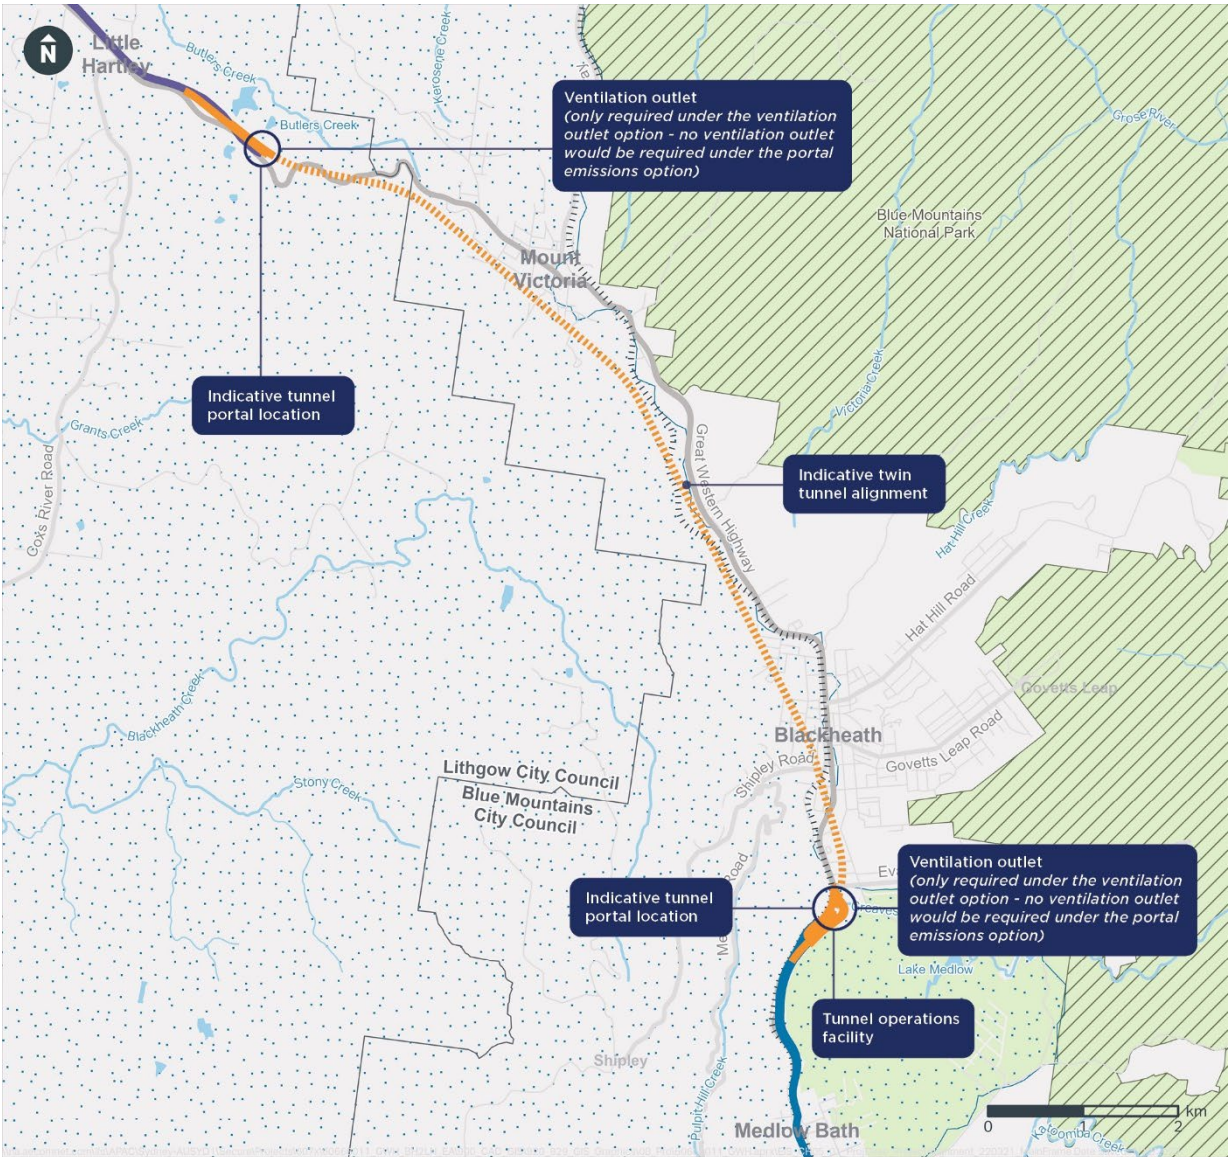 N
Little
Hartley
Butlers Creek
Kerosene Creek
Ventilation outlet
(only required under the ventilation
outlet option - no ventilation outlet
would be required under the portal
emissions option)
Butlers Creek
Grose River
Blue Mountains
National Park
Mount
Victoria
Indicative tunnel
portal location
Grants Creek
Victoria Creek
Great Western Highway
Indicative twin
tunnel alignment
Coxs River Road
Hat Hill Creek
Hat Hill Road
Govetts Leap
Blackheath Creek
Blackheath
Govetts Leap Road
Shipley Road
Stony Creek
Lithgow City Council
Blue Mountains
City Council
Ventilation outlet
(only required under the ventilation
outlet option - no ventilation outlet
would be required under the portal
emissions option)
Indicative tunnel
portal location
Road
Greaves
Lake Medlow
Tunnel operations
facility
Shipley
Pulpit Hill Creek
Medlow Bath
km
0
1
2
Katoomba Creek